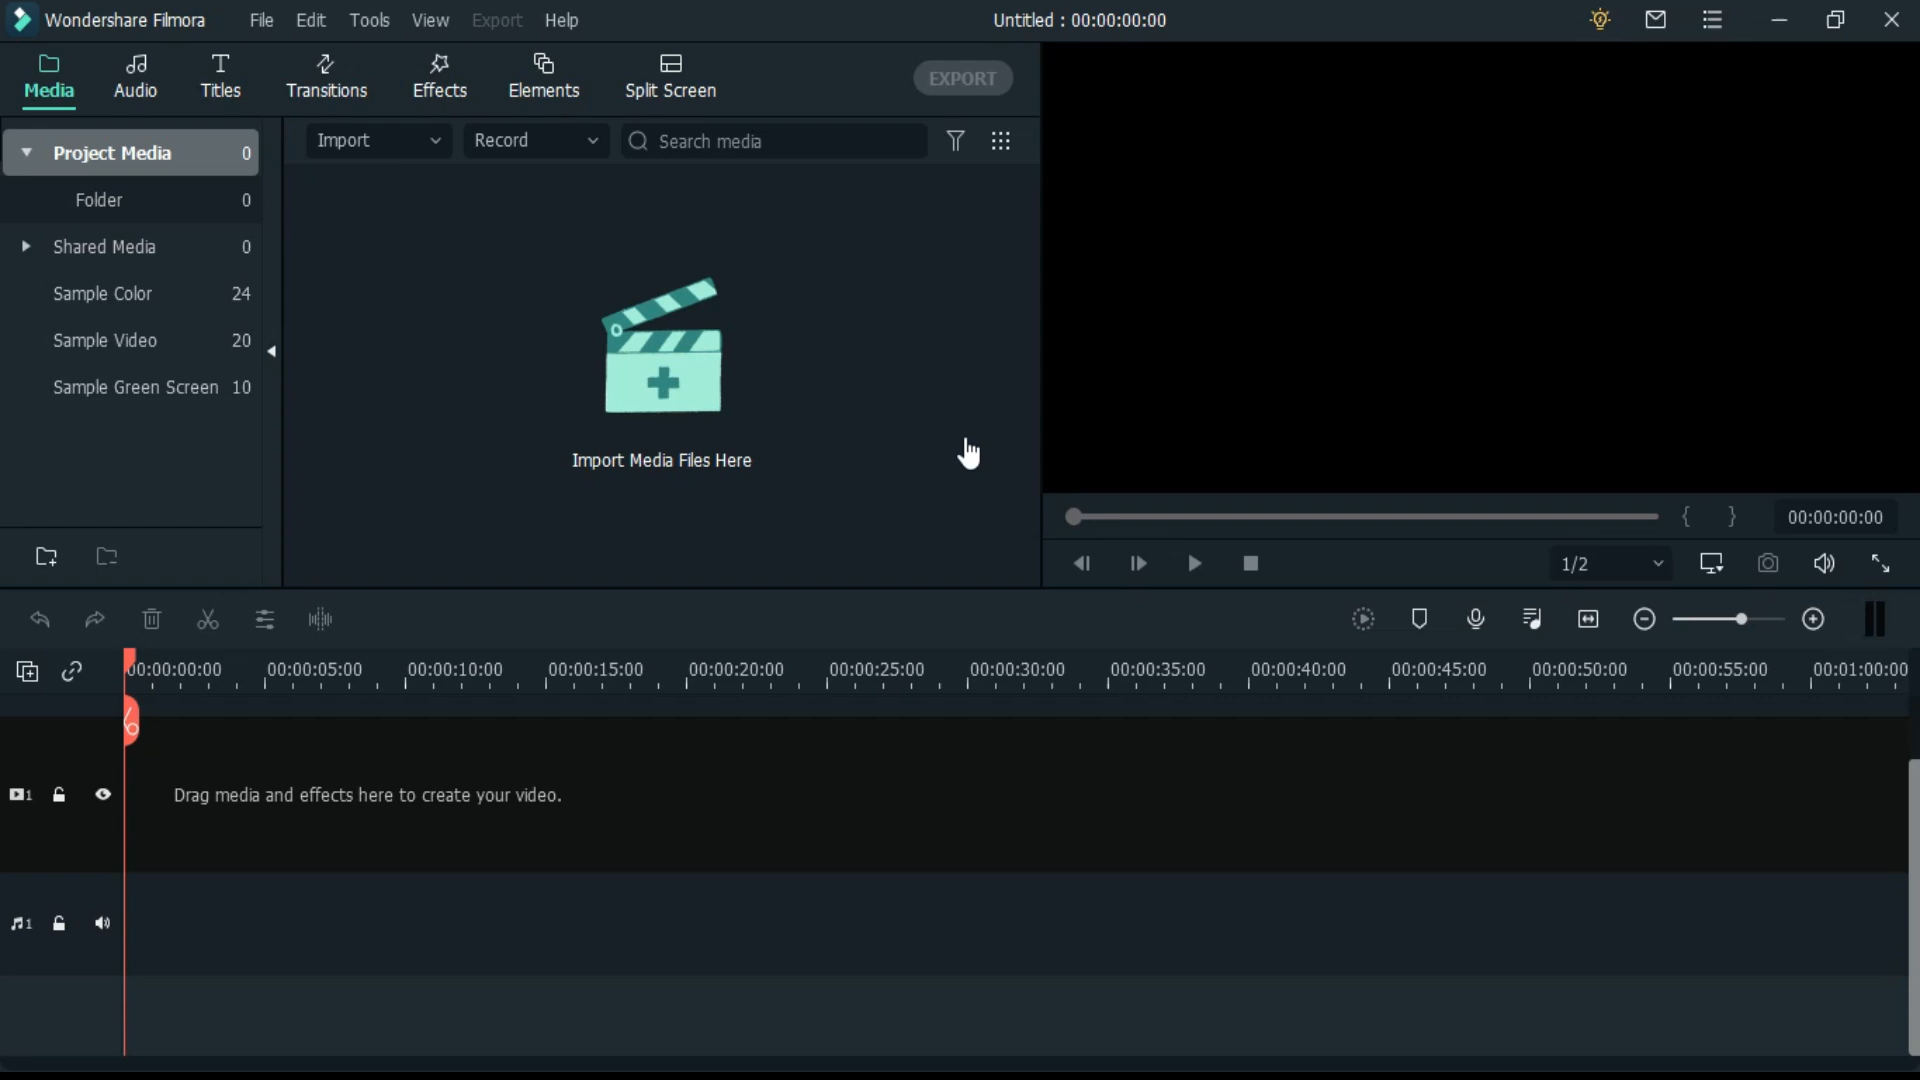 Wondershare Filmora File Edit Tools View Export Help Untitled : 00:00:00:00
Media Audio Titles Transitions Effects Elements Split Screen EXPORT
Import Record Search media
Project Media 0
Folder 0
Shared Media 0
Sample Color 24
Sample Video 20
Sample Green Screen 10
Import Media Files Here
{ } 00:00:00:00
1/2
00:00:00:00 00:00:05:00 00:00:10:00 00:00:15:00 00:00:20:00 00:00:25:00 00:00:30:00 00:00:35:00 00:00:40:00 00:00:45:00 00:00:50:00 00:00:55:00 00:01:00:00
1 Drag media and effects here to create your video.
1